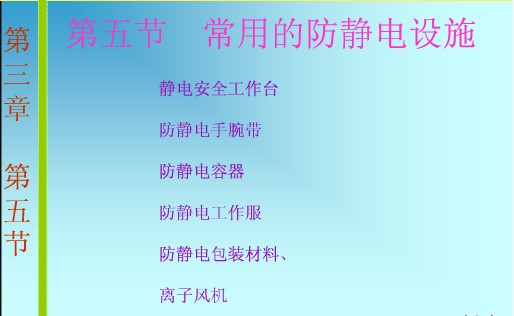 第三章 第五节
第五节 常用的防静电设施
静电安全工作台
防静电手腕带
防静电容器
防静电工作服
防静电包装材料、
离子风机